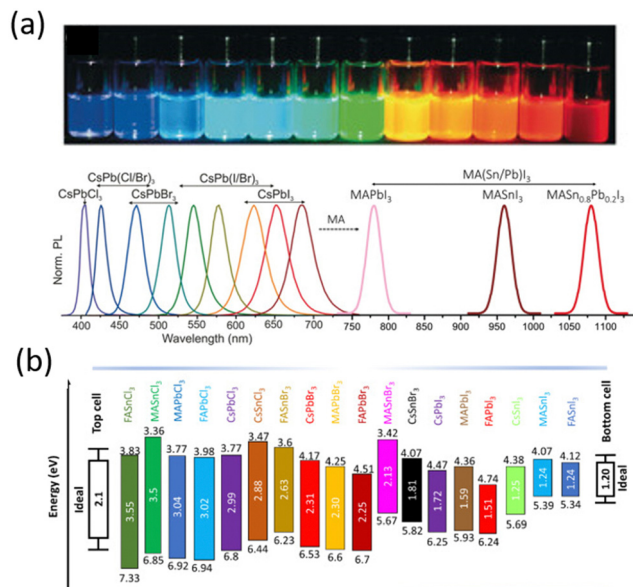 (a)
CsPb(Cl/Br)₃
CsPb(I/Br)₃
MA(Sn/Pb)I₃
CsPbCl₃
CsPbBr₃
CsPbI₃
MAPbI₃
MASnI₃
MASn₀.₈Pb₀.₂I₃
MA
Norm. PL
400 450 500 550 600 650 700 750 800 850 900 950 1000 1050 1100
Wavelength (nm)
(b)
Energy (eV)
Top cell
FASnCl₃
MASnCl₃
MAPbCl₃
FAPbCl₃
CsPbCl₃
CsSnCl₃
FASnBr₃
CsPbBr₃
MAPbBr₃
FAPbBr₃
MASnBr₃
CsSnBr₃
CsPbI₃
MAPbI₃
FAPbI₃
CsSnI₃
MASnI₃
FASnI₃
Bottom cell
3.83 3.36 3.77 3.98 3.77 3.47 3.6 4.17 4.25 4.51 3.42 4.07 4.47 4.36 4.74 4.38 4.07 4.12
Ideal
2.1 3.55 3.5 3.04 3.02 2.99 2.88 2.63 2.31 2.30 2.25 2.13 1.81 1.72 1.59 1.51 1.25 1.24 1.24 1.20
Ideal
7.33 6.85 6.92 6.94 6.8 6.44 6.23 6.53 6.6 6.7 5.67 5.82 6.25 5.93 6.24 5.69 5.39 5.34